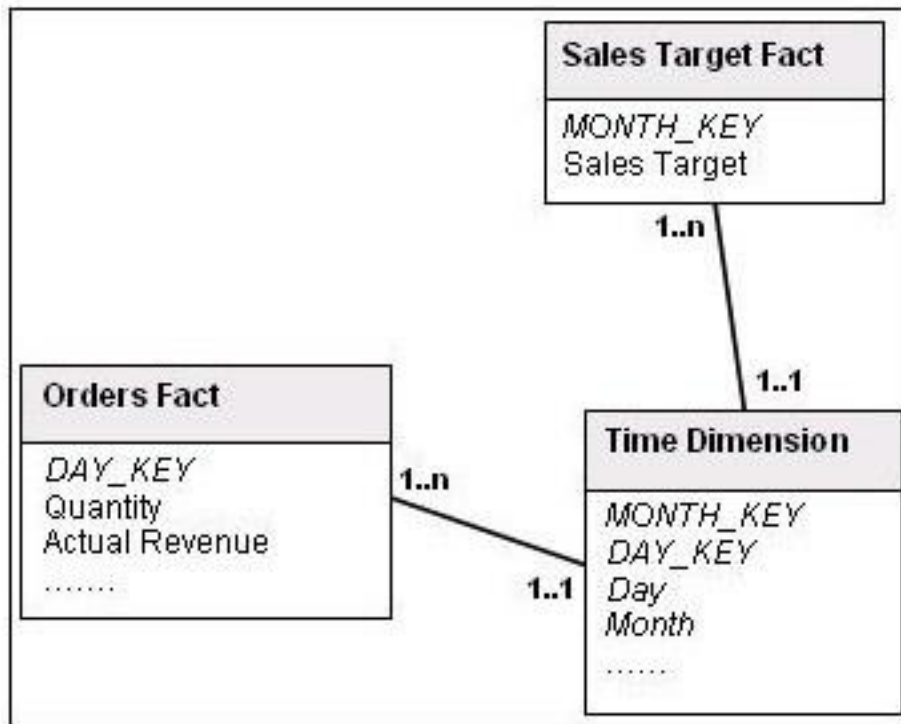 Sales Target Fact
MONTH_KEY
Sales Target
1..n
1..1
Orders Fact
DAY_KEY
Quantity
Actual Revenue
.......
1..n
1..1
Time Dimension
MONTH_KEY
DAY_KEY
Day
Month
......